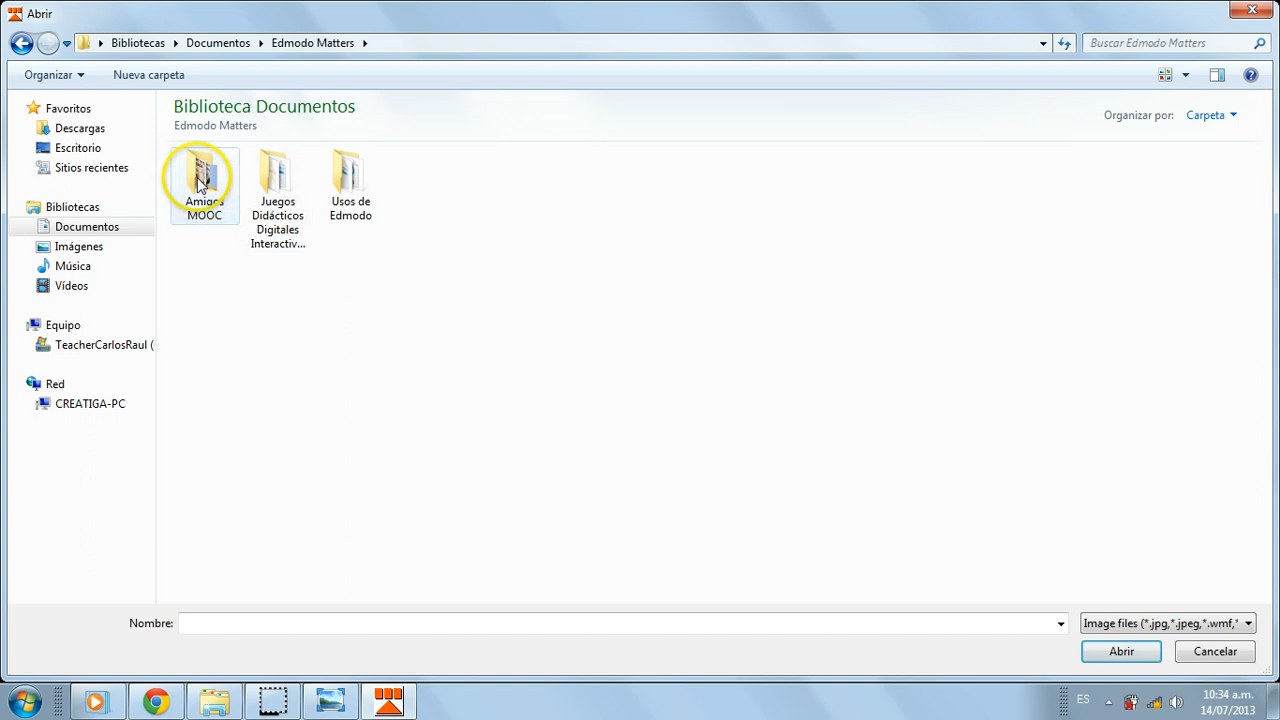 Abrir
Bibliotecas Documentos Edmodo Matters
Buscar Edmodo Matters
Organizar Nueva carpeta
Favoritos
Descargas
Escritorio
Sitios recientes
Bibliotecas
Documentos
Imágenes
Música
Vídeos
Equipo
TeacherCarlosRaul (
Red
CREATIGA-PC
Biblioteca Documentos
Edmodo Matters
Organizar por: Carpeta
Amigos
MOOC
Juegos
Didácticos
Digitales
Interactiv...
Usos de
Edmodo
Nombre:
Image files (*.jpg,*.jpeg,*.wmf,*
Abrir Cancelar
ES
10:34 a.m.
14/07/2013